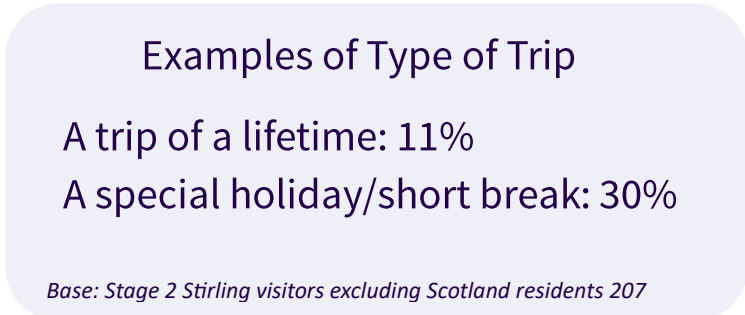 Examples of Type of Trip
A trip of a lifetime: 11%
A special holiday/short break: 30%
Base: Stage 2 Stirling visitors excluding Scotland residents 207